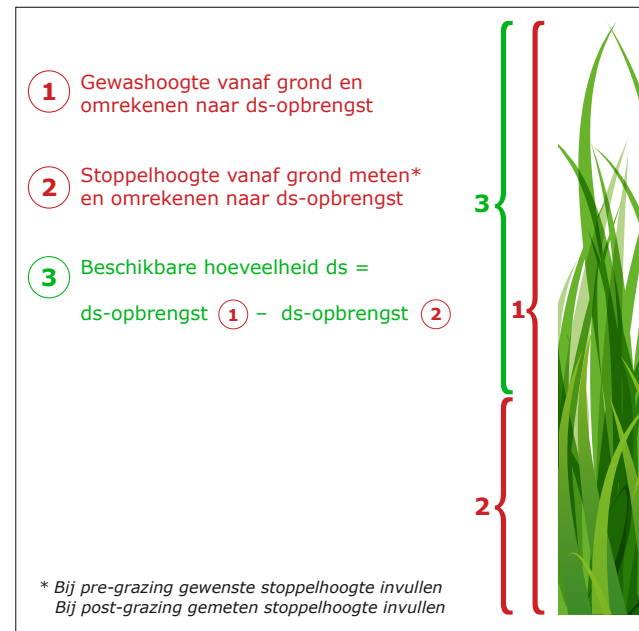 1 Gewashoogte vanaf grond en
omrekenen naar ds-opbrengst
2 Stoppelhoogte vanaf grond meten*
en omrekenen naar ds-opbrengst
3 Beschikbare hoeveelheid ds =
ds-opbrengst 1 – ds-opbrengst 2
3
1
2
* Bij pre-grazing gewenste stoppelhoogte invullen
Bij post-grazing gemeten stoppelhoogte invullen